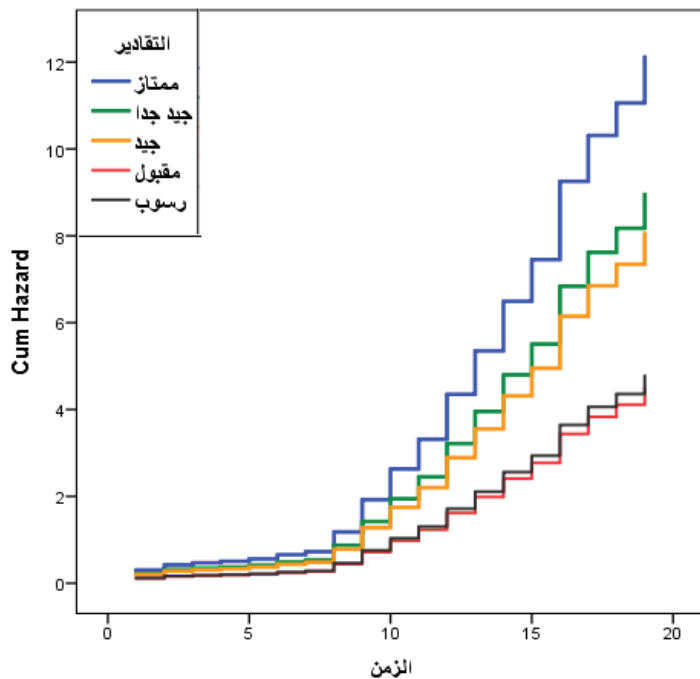 التقادير
ممتاز
جيد جدا
جيد
مقبول
رسوب
Cum Hazard
12
10
8
6
4
2
0
0 5 10 15 20
الزمن